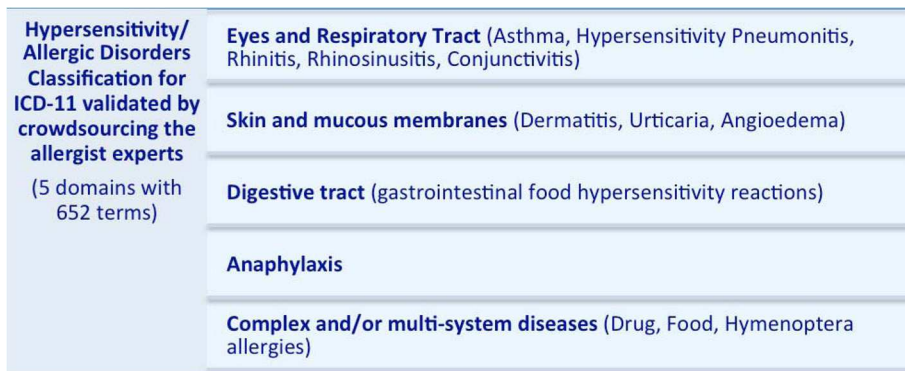 Hypersensitivity/
Allergic Disorders
Classification for
ICD-11 validated by
crowdsourcing the
allergist experts
(5 domains with
652 terms)
Eyes and Respiratory Tract (Asthma, Hypersensitivity Pneumonitis,
Rhinitis, Rhinosinusitis, Conjunctivitis)
Skin and mucous membranes (Dermatitis, Urticaria, Angioedema)
Digestive tract (gastrointestinal food hypersensitivity reactions)
Anaphylaxis
Complex and/or multi-system diseases (Drug, Food, Hymenoptera
allergies)